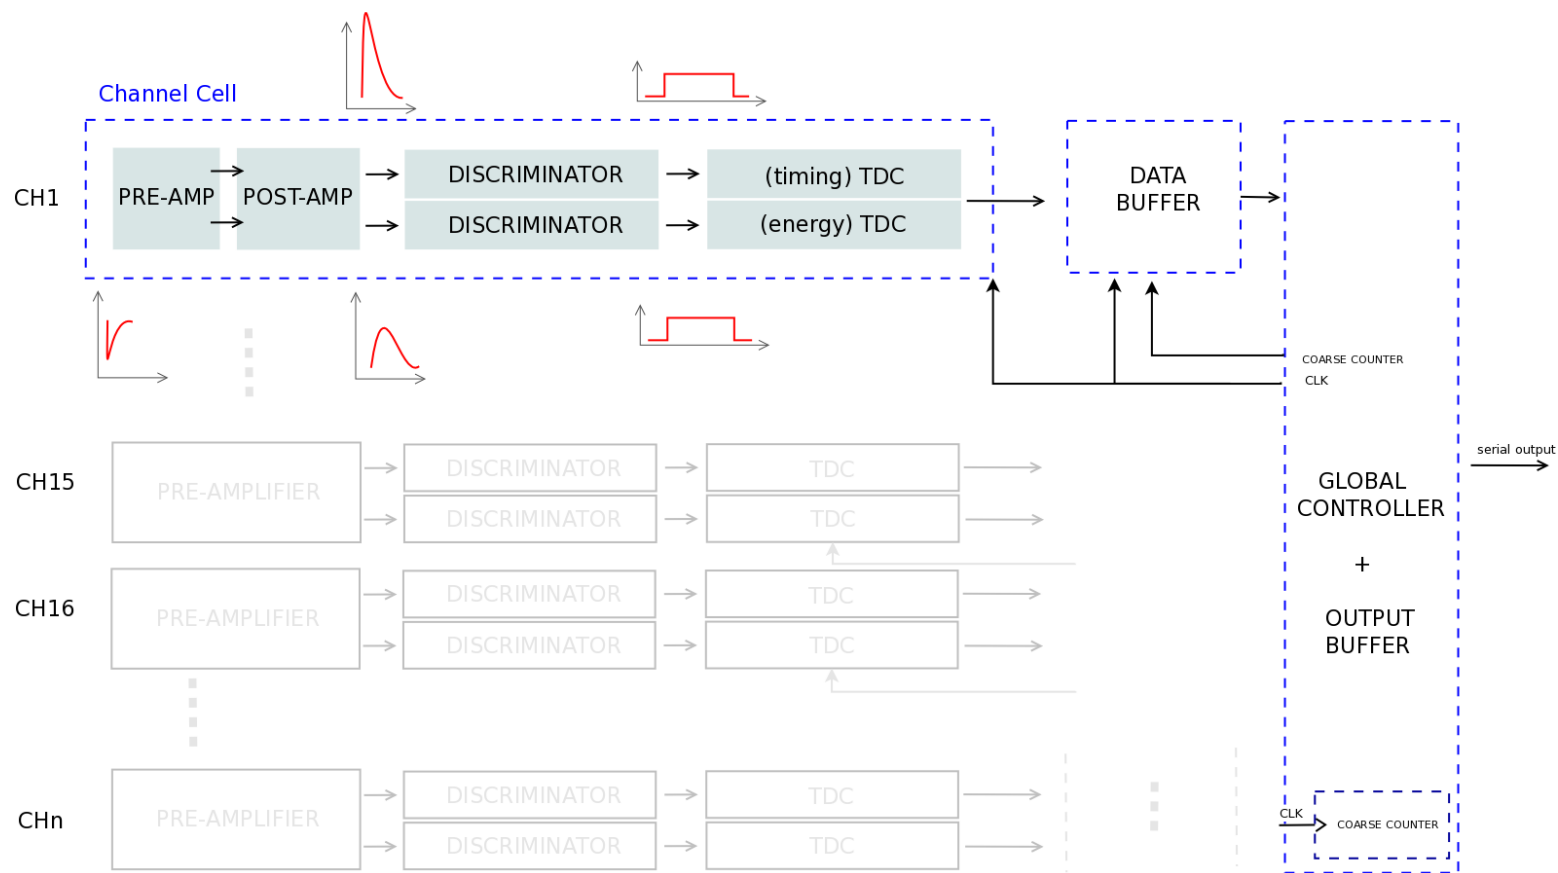 Channel Cell
CH1
PRE-AMP
POST-AMP
DISCRIMINATOR
DISCRIMINATOR
(timing) TDC
(energy) TDC
DATA
BUFFER
COARSE COUNTER
CLK
CH15
PRE-AMPLIFIER
DISCRIMINATOR
DISCRIMINATOR
TDC
TDC
CH16
PRE-AMPLIFIER
DISCRIMINATOR
DISCRIMINATOR
TDC
TDC
GLOBAL
CONTROLLER
+
OUTPUT
BUFFER
serial output
CHn
PRE-AMPLIFIER
DISCRIMINATOR
DISCRIMINATOR
TDC
TDC
CLK
COARSE COUNTER